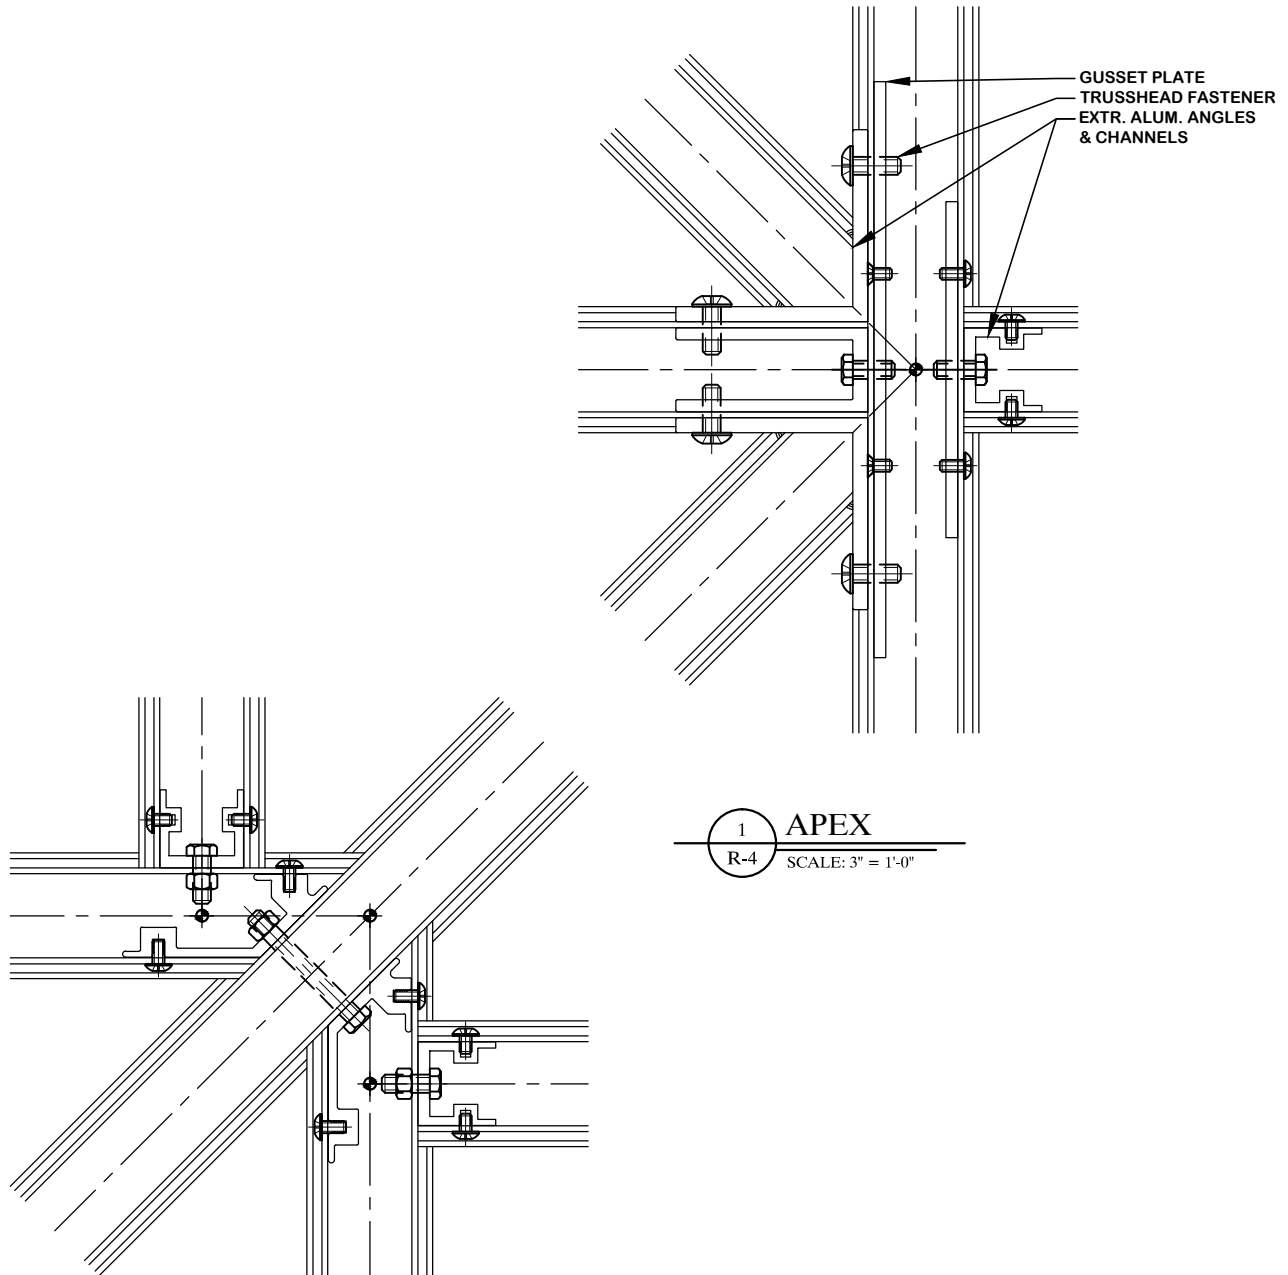 GUSSET PLATE
TRUSSHEAD FASTENER
EXTR. ALUM. ANGLES
& CHANNELS
1
APEX
R-4
SCALE: 3" = 1'-0"